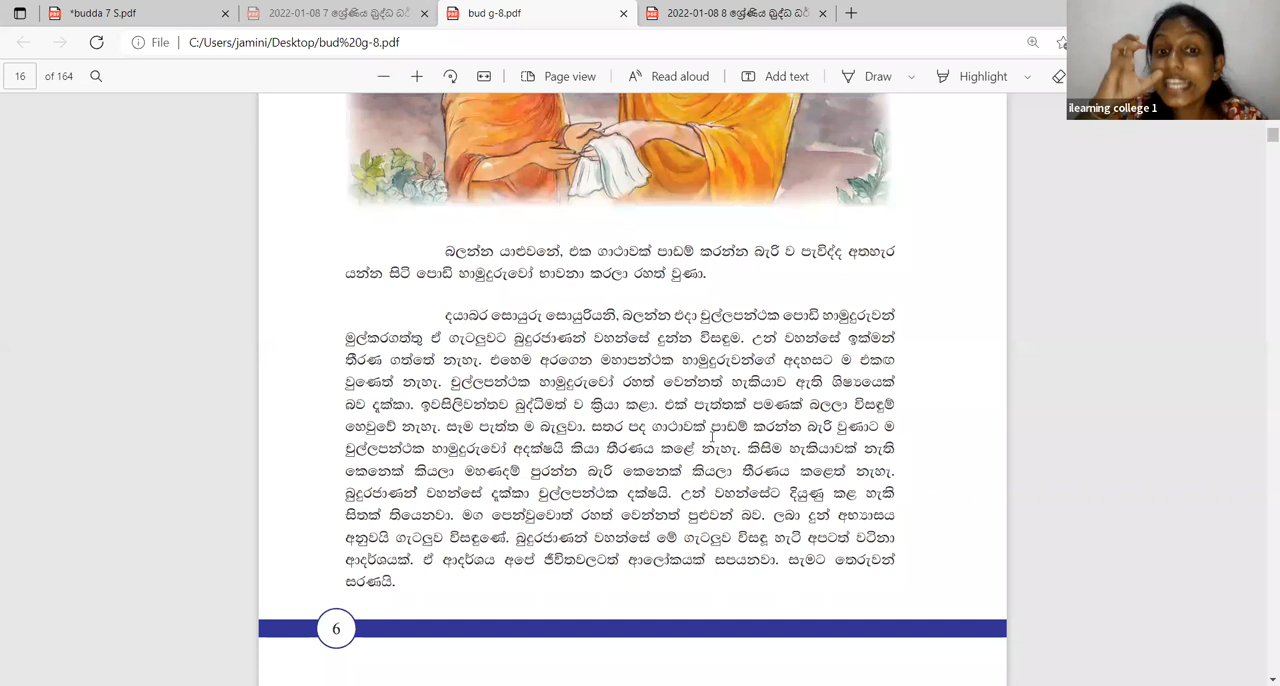 *budda 7 S.pdf
2022-01-08 7 ශ්‍රේණිය බුද්ධ ධර්
bud g-8.pdf
2022-01-08 8 ශ්‍රේණිය බුද්ධ ධර්
File
C:/Users/jamini/Desktop/bud%20g-8.pdf
16 of 164
Page view
Read aloud
Add text
Draw
Highlight
ilearning college 1
බලන්න යාළුවනේ, එක ගාථාවක් පාඩම් කරන්න බැරි ව පැවිද්ද අතහැර
යන්න සිටි පොඩි හාමුදුරුවෝ භාවනා කරලා රහත් වුණා.
දයාබර සොයුරු සොයුරියනි, බලන්න එදා චුල්ලපන්ථක පොඩි හාමුදුරුවන්
මුල්කරගත්තු ඒ ගැටලුවට බුදුරජාණන් වහන්සේ දුන්න විසඳුම. උන් වහන්සේ ඉක්මන්
තීරණ ගත්තේ නැහැ. එහෙම අරගෙන මහාපන්ථක හාමුදුරුවන්ගේ අදහසට ම එකඟ
වුණෙත් නැහැ. චුල්ලපන්ථක හාමුදුරුවෝ රහත් වෙන්නත් හැකියාව ඇති ශිෂ්‍යයෙක්
බව දැක්කා. ඉවසිලිවන්තව බුද්ධිමත් ව ක්‍රියා කළා. එක් පැත්තක් පමණක් බලලා විසඳුම්
හෙව්වේ නැහැ. සෑම පැත්ත ම බැලුවා. සතර පද ගාථාවක් පාඩම් කරන්න බැරි වුණාට ම
චුල්ලපන්ථක හාමුදුරුවෝ අදක්ෂයි කියා තීරණය කළේ නැහැ. කිසිම හැකියාවක් නැති
කෙනෙක් කියලා මහණදම් පුරන්න බැරි කෙනෙක් කියලා තීරණය කළෙත් නැහැ.
බුදුරජාණන් වහන්සේ දැක්කා චුල්ලපන්ථක දක්ෂයි. උන් වහන්සේට දියුණු කළ හැකි
සිතක් තියෙනවා. මග පෙන්වුවොත් රහත් වෙන්නත් පුළුවන් බව. ලබා දුන් අභ්‍යාසය
අනුවයි ගැටලුව විසඳුණේ. බුදුරජාණන් වහන්සේ මේ ගැටලුව විසඳූ හැටි අපටත් වටිනා
ආදර්ශයක්. ඒ ආදර්ශය අපේ ජීවිතවලටත් ආලෝකයක් සපයනවා. සැමට තෙරුවන්
සරණයි.
6